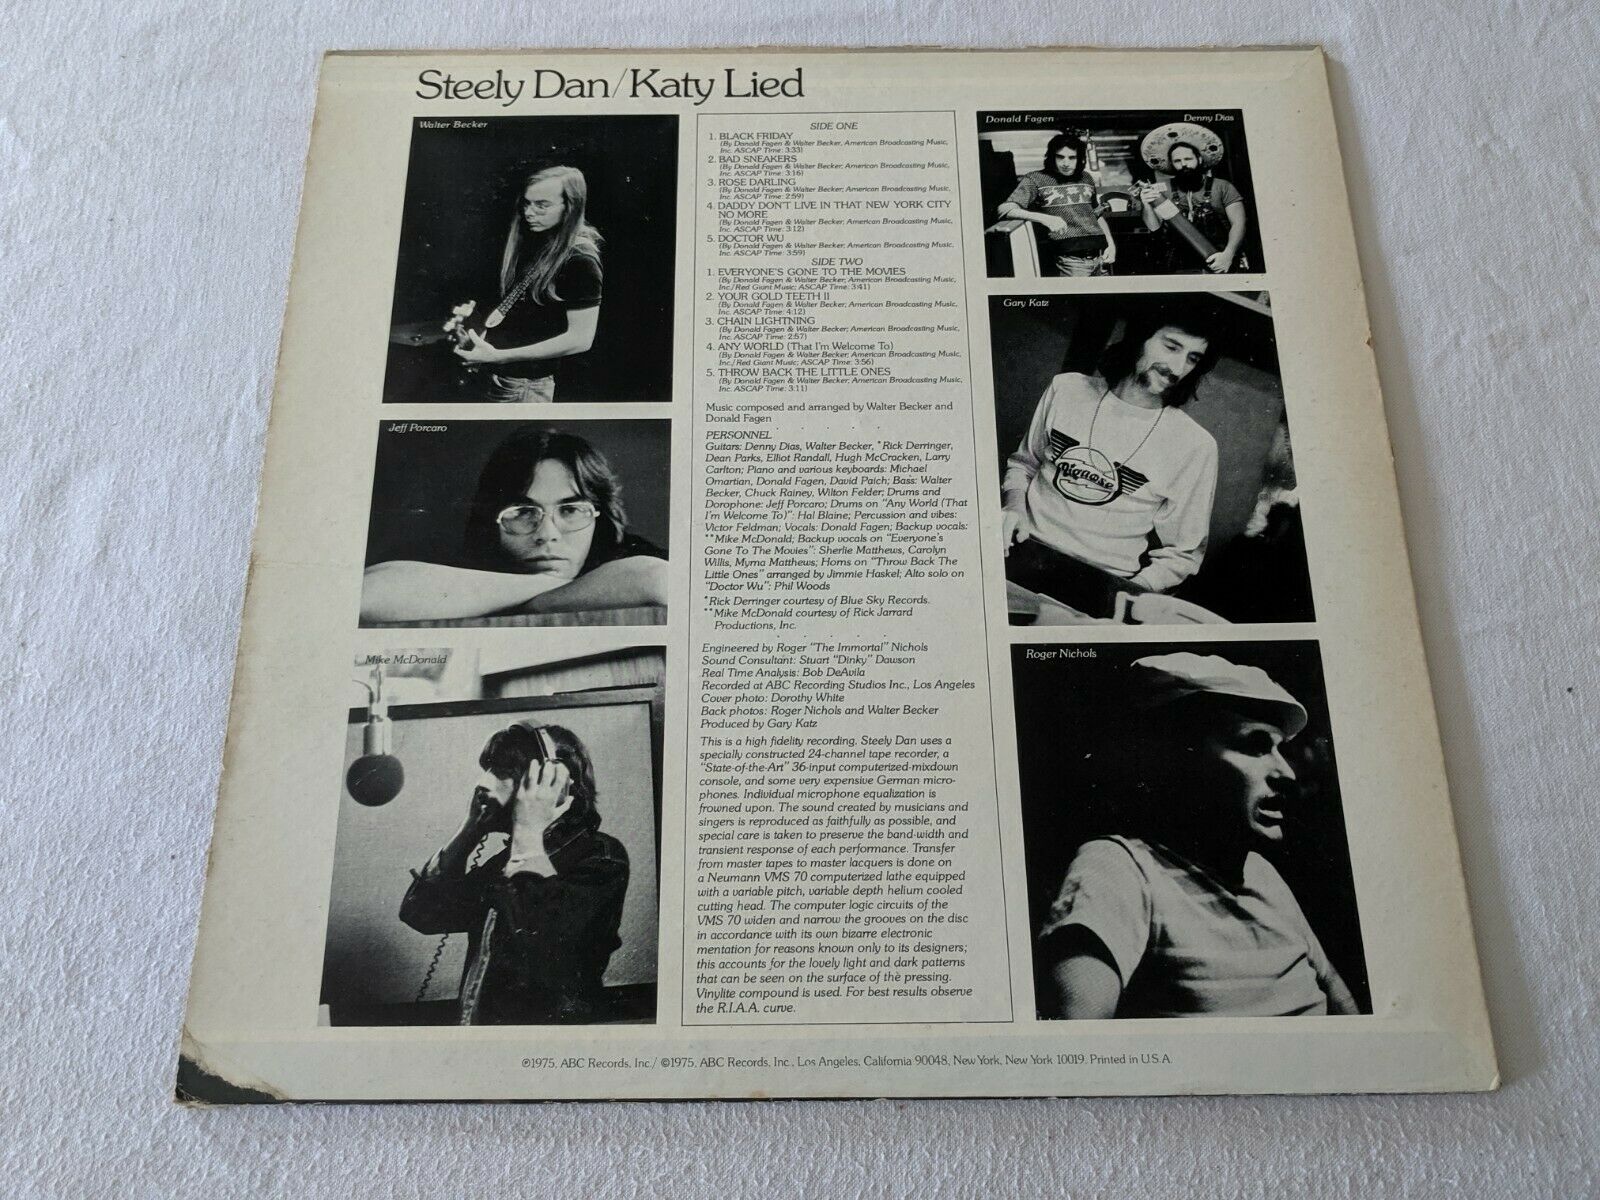 Steely Dan/Katy Lied
Walter Becker
Jeff Porcaro
Mike McDonald
SIDE ONE
1. BLACK FRIDAY
(By Donald Fagen & Walter Becker, American Broadcasting Music,
Inc. ASCAP Time: 3:33)
2. BAD SNEAKERS
(By Donald Fagen & Walter Becker; American Broadcasting Music,
Inc. ASCAP Time: 3:16)
3. ROSE DARLING
(By Donald Fagen & Walter Becker; American Broadcasting Music,
Inc. ASCAP Time: 2:59)
4. DADDY DON'T LIVE IN THAT NEW YORK CITY
NO MORE
(By Donald Fagen & Walter Becker; American Broadcasting Music,
Inc. ASCAP Time: 3:12)
5. DOCTOR WU
(By Donald Fagen & Walter Becker; American Broadcasting Music,
Inc. ASCAP Time: 3:59)
SIDE TWO
1. EVERYONE'S GONE TO THE MOVIES
(By Donald Fagen & Walter Becker; American Broadcasting Music,
Inc./Red Giant Music; ASCAP Time: 3:41)
2. YOUR GOLD TEETH II
(By Donald Fagen & Walter Becker; American Broadcasting Music,
Inc. ASCAP Time: 4:12)
3. CHAIN LIGHTNING
(By Donald Fagen & Walter Becker; American Broadcasting Music,
Inc. ASCAP Time: 2:57)
4. ANY WORLD (That I'm Welcome To)
(By Donald Fagen & Walter Becker; American Broadcasting Music,
Inc./Red Giant Music; ASCAP Time: 3:56)
5. THROW BACK THE LITTLE ONES
(By Donald Fagen & Walter Becker; American Broadcasting Music,
Inc. ASCAP Time: 3:11)
Music composed and arranged by Walter Becker and
Donald Fagen
PERSONNEL
Guitars: Denny Dias, Walter Becker, *Rick Derringer,
Dean Parks, Elliot Randall, Hugh McCracken, Larry
Carlton; Piano and various keyboards: Michael
Omartian, Donald Fagen, David Paich; Bass: Walter
Becker, Chuck Rainey, Wilton Felder; Drums and
Dorophone: Jeff Porcaro; Drums on "Any World (That
I'm Welcome To)": Hal Blaine; Percussion and vibes:
Victor Feldman; Vocals: Donald Fagen; Backup vocals:
**Mike McDonald; Backup vocals on "Everyone's
Gone To The Movies": Sherlie Matthews, Carolyn
Willis, Myrna Matthews; Horns on "Throw Back The
Little Ones" arranged by Jimmie Haskel; Alto solo on
"Doctor Wu": Phil Woods
*Rick Derringer courtesy of Blue Sky Records.
**Mike McDonald courtesy of Rick Jarrard
Productions, Inc.
Engineered by Roger "The Immortal" Nichols
Sound Consultant: Stuart "Dinky" Dawson
Real Time Analysis: Bob DeAvila
Recorded at ABC Recording Studios Inc., Los Angeles
Cover photo: Dorothy White
Back photos: Roger Nichols and Walter Becker
Produced by Gary Katz
This is a high fidelity recording. Steely Dan uses a
specially constructed 24-channel tape recorder, a
"State-of-the-Art" 36-input computerized-mixdown
console, and some very expensive German micro-
phones. Individual microphone equalization is
frowned upon. The sound created by musicians and
singers is reproduced as faithfully as possible, and
special care is taken to preserve the band-width and
transient response of each performance. Transfer
from master tapes to master lacquers is done on
a Neumann VMS 70 computerized lathe equipped
with a variable pitch, variable depth helium cooled
cutting head. The computer logic circuits of the
VMS 70 widen and narrow the grooves on the disc
in accordance with its own bizarre electronic
mentation for reasons known only to its designers;
this accounts for the lovely light and dark patterns
that can be seen on the surface of the pressing.
Vinylite compound is used. For best results observe
the R.I.A.A. curve.
Donald Fagen
Denny Dias
Gary Katz
Pignose
Roger Nichols
℗1975, ABC Records, Inc./ ©1975, ABC Records, Inc., Los Angeles, California 90048, New York, New York 10019. Printed in U.S.A.